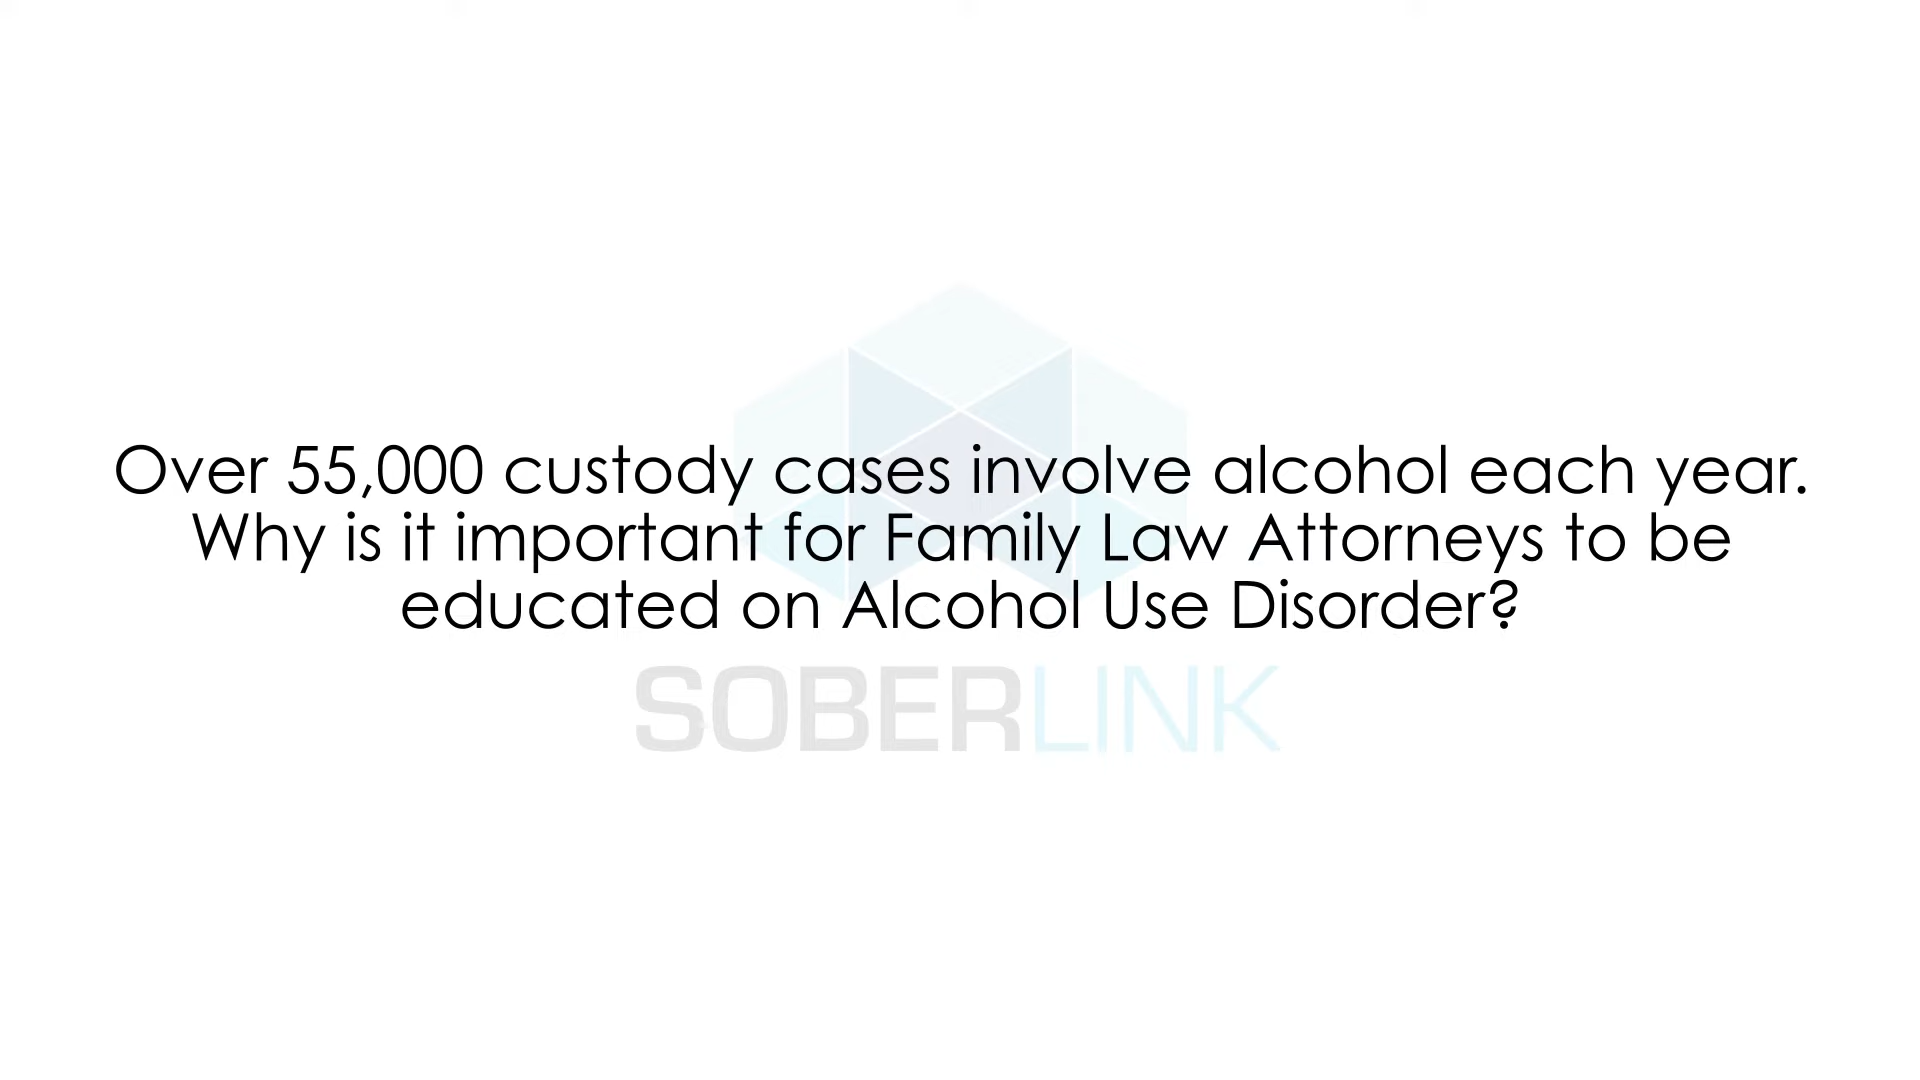 Over 55,000 custody cases involve alcohol each year.
Why is it important for Family Law Attorneys to be
educated on Alcohol Use Disorder?
SOBERLINK